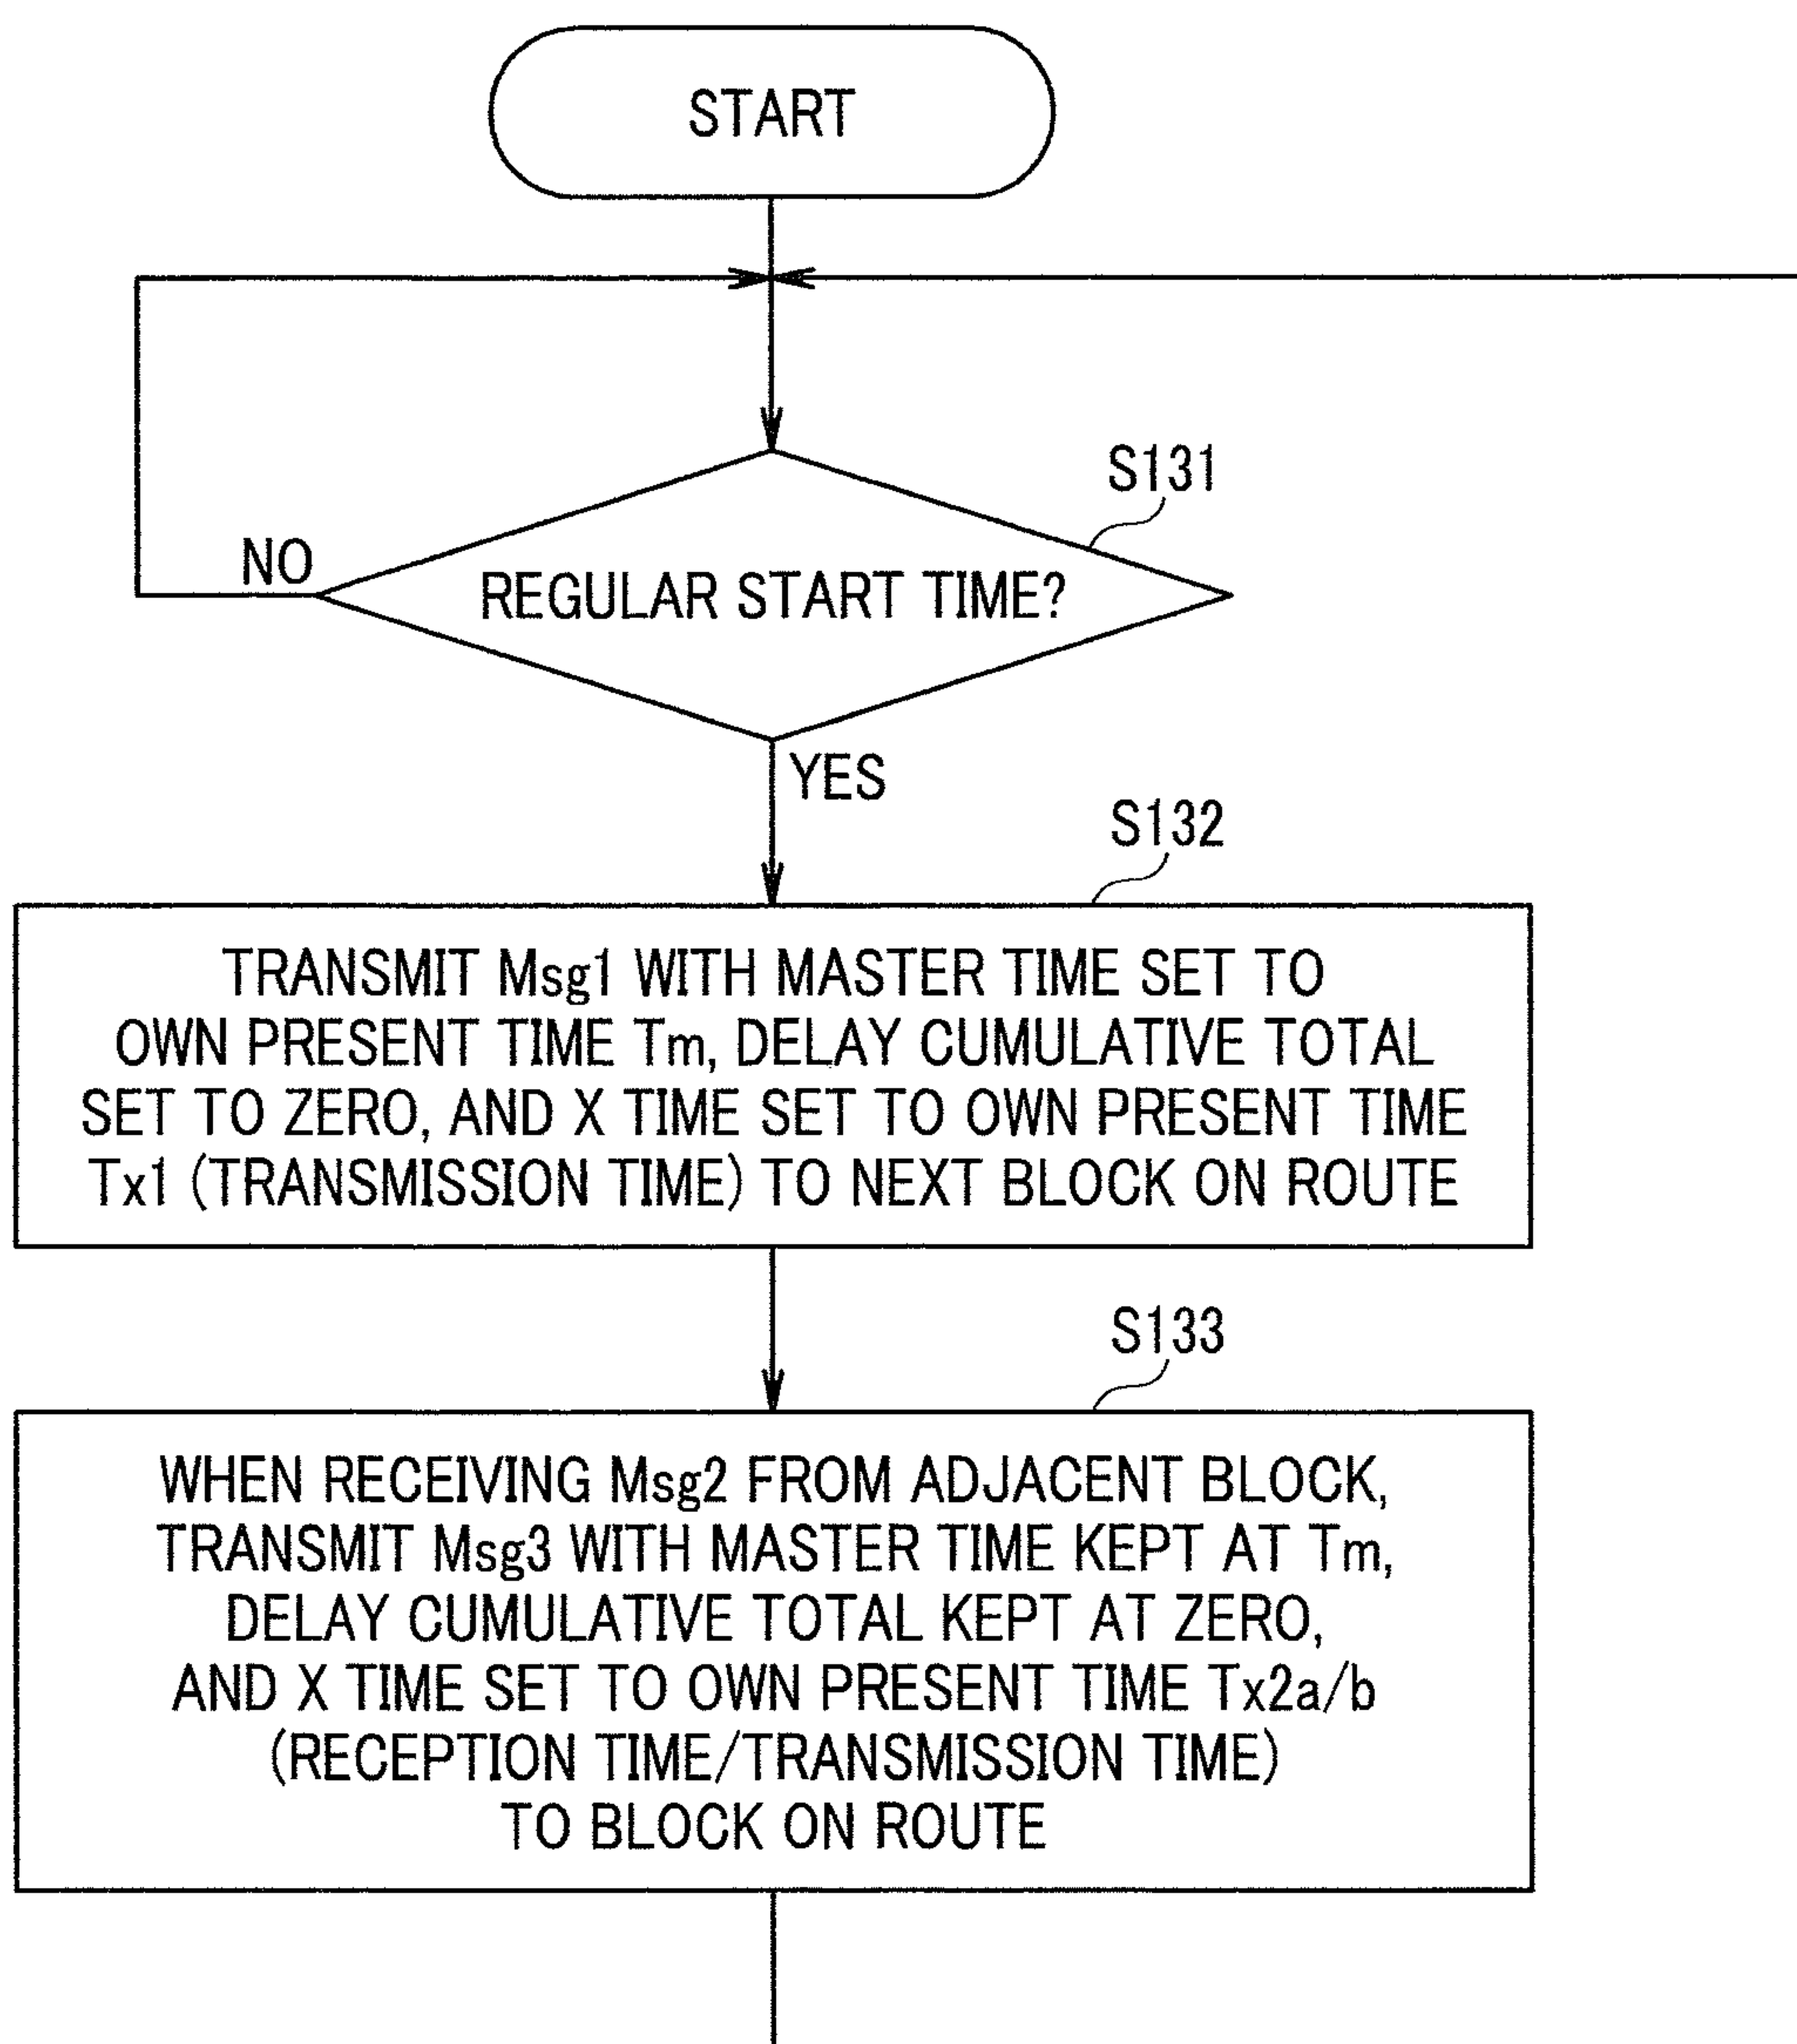 START
S131
NO
REGULAR START TIME?
YES
S132
TRANSMIT Msg1 WITH MASTER TIME SET TO
OWN PRESENT TIME Tm, DELAY CUMULATIVE TOTAL
SET TO ZERO, AND X TIME SET TO OWN PRESENT TIME
Tx1 (TRANSMISSION TIME) TO NEXT BLOCK ON ROUTE
S133
WHEN RECEIVING Msg2 FROM ADJACENT BLOCK,
TRANSMIT Msg3 WITH MASTER TIME KEPT AT Tm,
DELAY CUMULATIVE TOTAL KEPT AT ZERO,
AND X TIME SET TO OWN PRESENT TIME Tx2a/b
(RECEPTION TIME/TRANSMISSION TIME)
TO BLOCK ON ROUTE